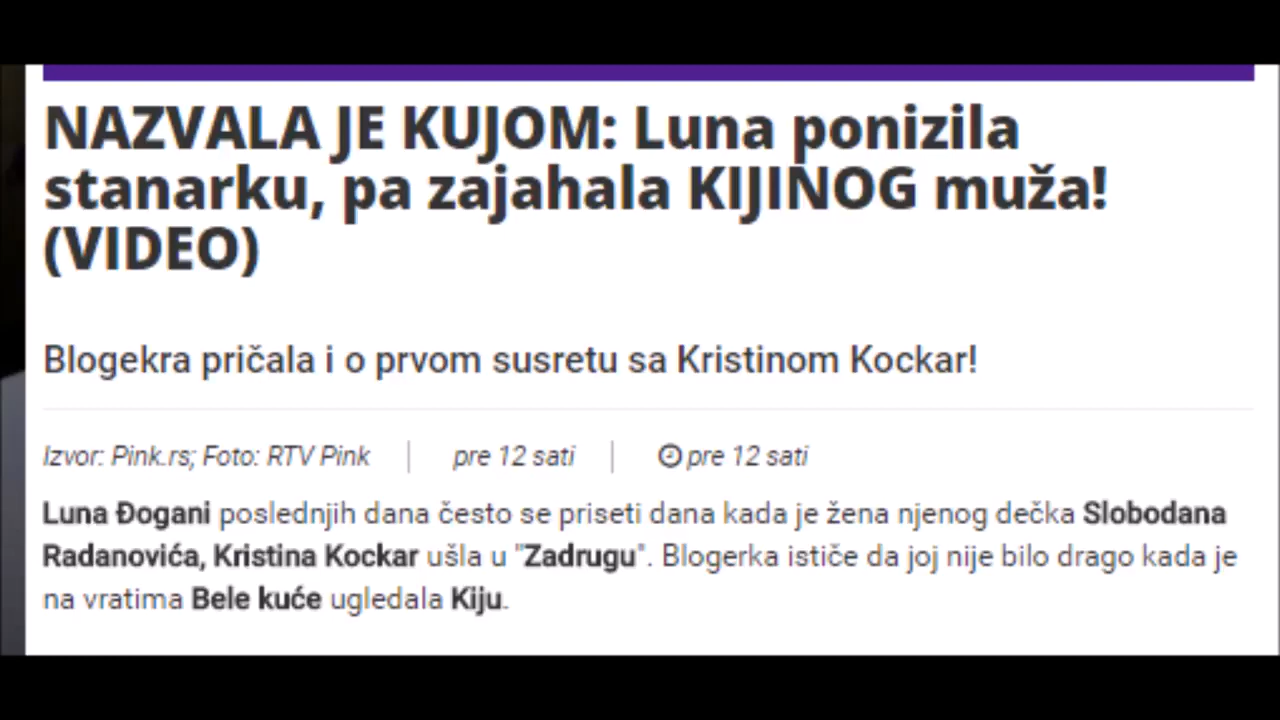 NAZVALA JE KUJOM: Luna ponizila
stanarku, pa zajahala KIJINOG muža!
(VIDEO)
Blogekra pričala i o prvom susretu sa Kristinom Kockar!
Izvor: Pink.rs; Foto: RTV Pink | pre 12 sati | pre 12 sati
Luna Đogani poslednjih dana često se priseti dana kada je žena njenog dečka Slobodana
Radanovića, Kristina Kockar ušla u "Zadrugu". Blogerka ističe da joj nije bilo drago kada je
na vratima Bele kuće ugledala Kiju.